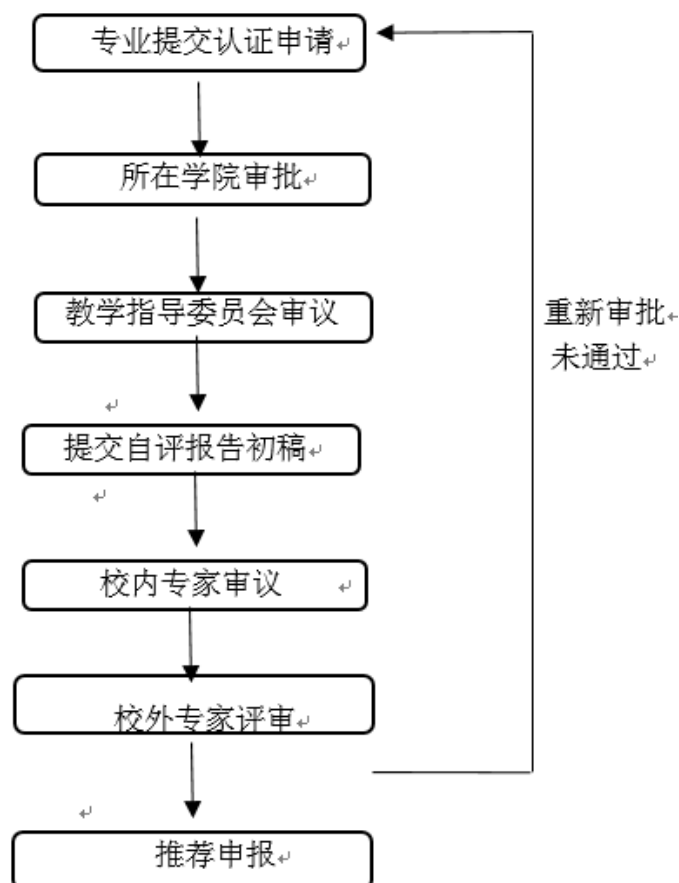 专业提交认证申请
所在学院审批
教学指导委员会审议
重新审批
未通过
提交自评报告初稿
校内专家审议
校外专家评审
推荐申报